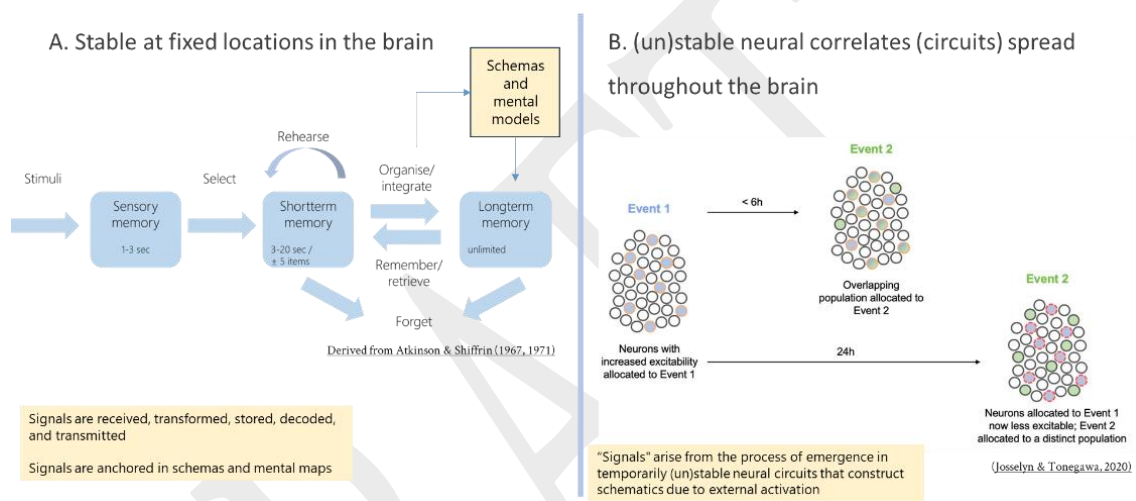 A. Stable at fixed locations in the brain
Schemas
and
mental
models
Rehearse
Stimuli
Select
Organise/
integrate
Sensory
memory
1-3 sec
Shortterm
memory
3-20 sec /
± 5 items
Longterm
memory
unlimited
Remember/
retrieve
Forget
Derived from Atkinson & Shiffrin (1967, 1971)
Signals are received, transformed, stored, decoded,
and transmitted
Signals are anchored in schemas and mental maps
B. (un)stable neural correlates (circuits) spread
throughout the brain
Event 2
Event 1
< 6h
Overlapping
population allocated to
Event 2
Event 2
Neurons with
increased excitability
allocated to Event 1
24h
Neurons allocated to Event 1
now less excitable; Event 2
allocated to a distinct population
(Josselyn & Tonegawa, 2020)
"Signals" arise from the process of emergence in
temporarily (un)stable neural circuits that construct
schematics due to external activation